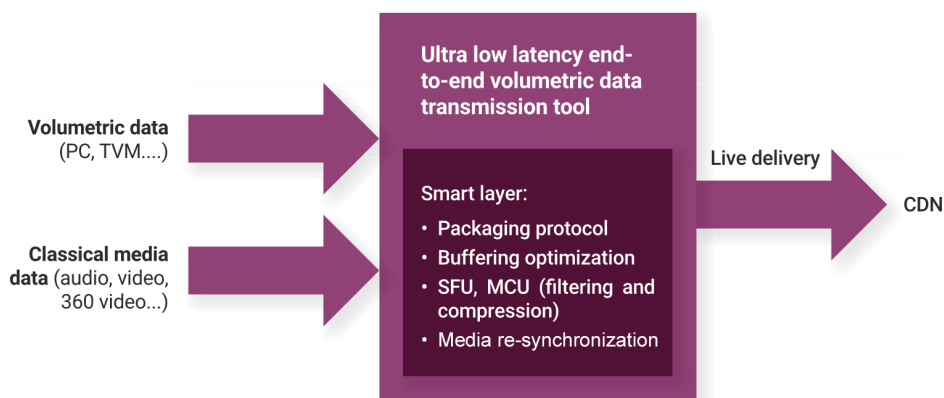 Volumetric data
(PC, TVM....)
Classical media
data (audio, video,
360 video...)
Ultra low latency end-
to-end volumetric data
transmission tool
Smart layer:
• Packaging protocol
• Buffering optimization
• SFU, MCU (filtering and
compression)
• Media re-synchronization
Live delivery
CDN